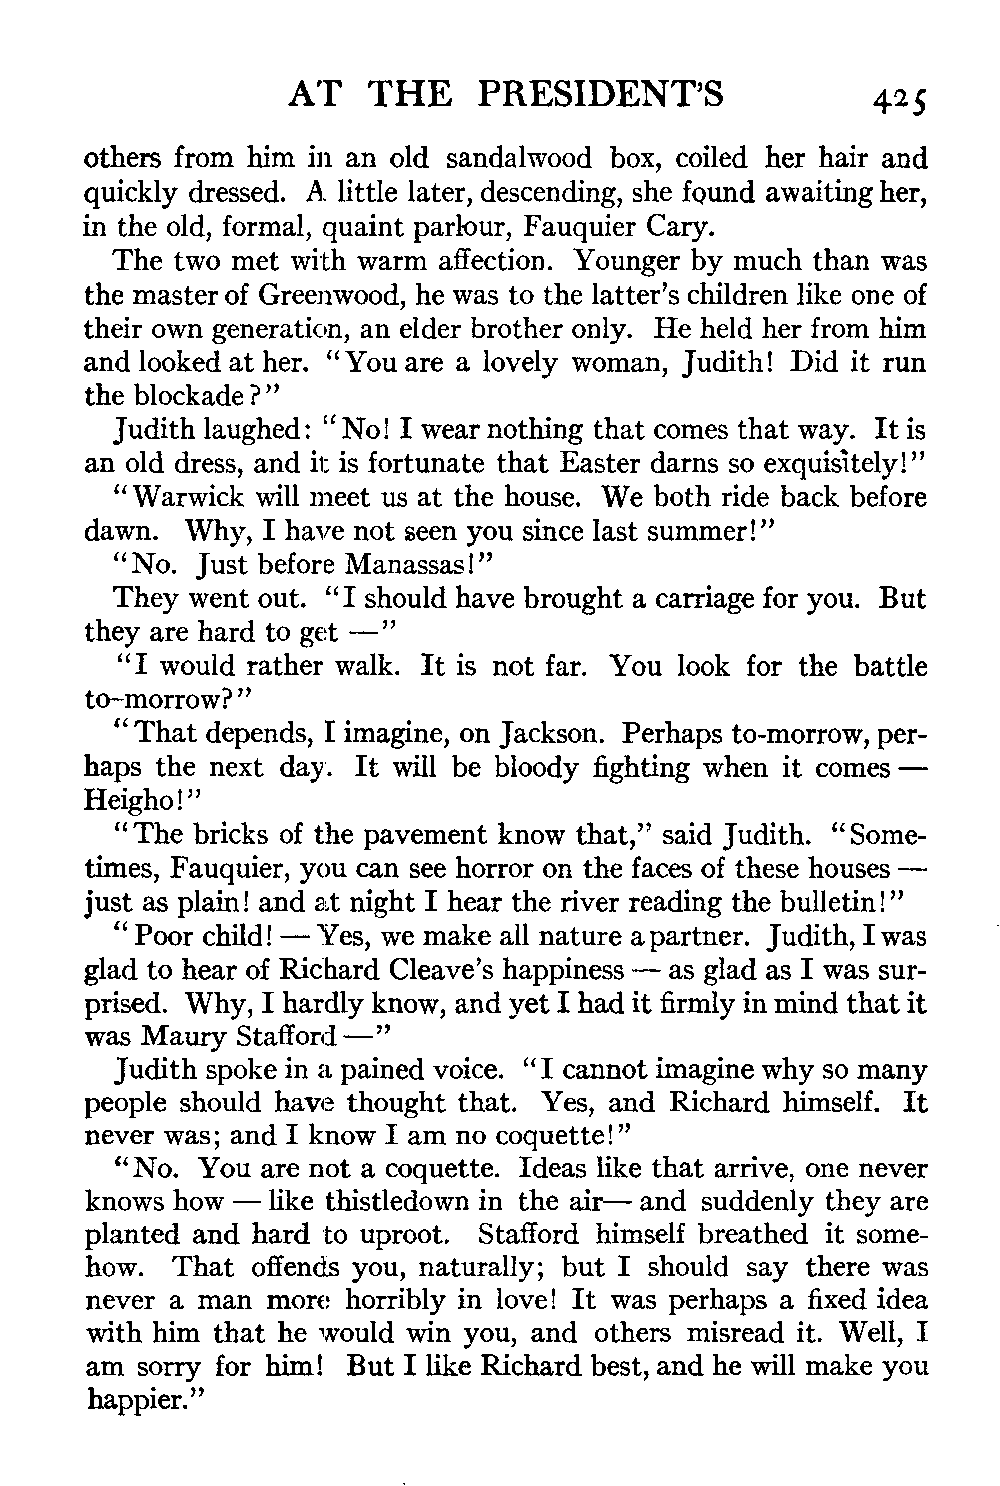 AT THE PRESIDENT'S 425
others from him in an old sandalwood box, coiled her hair and
quickly dressed. A little later, descending, she found awaiting her,
in the old, formal, quaint parlour, Fauquier Cary.
The two met with warm affection. Younger by much than was
the master of Greenwood, he was to the latter's children like one of
their own generation, an elder brother only. He held her from him
and looked at her. "You are a lovely woman, Judith! Did it run
the blockade?"
Judith laughed: "No! I wear nothing that comes that way. It is
an old dress, and it is fortunate that Easter darns so exquisitely!"
"Warwick will meet us at the house. We both ride back before
dawn. Why, I have not seen you since last summer!"
"No. Just before Manassas!"
They went out. "I should have brought a carriage for you. But
they are hard to get —"
"I would rather walk. It is not far. You look for the battle
to-morrow?"
"That depends, I imagine, on Jackson. Perhaps to-morrow, per-
haps the next day. It will be bloody fighting when it comes —
Heigho!"
"The bricks of the pavement know that," said Judith. "Some-
times, Fauquier, you can see horror on the faces of these houses —
just as plain! and at night I hear the river reading the bulletin!"
"Poor child! — Yes, we make all nature a partner. Judith, I was
glad to hear of Richard Cleave's happiness — as glad as I was sur-
prised. Why, I hardly know, and yet I had it firmly in mind that it
was Maury Stafford —"
Judith spoke in a pained voice. "I cannot imagine why so many
people should have thought that. Yes, and Richard himself. It
never was; and I know I am no coquette!"
"No. You are not a coquette. Ideas like that arrive, one never
knows how — like thistledown in the air — and suddenly they are
planted and hard to uproot. Stafford himself breathed it some-
how. That offends you, naturally; but I should say there was
never a man more horribly in love! It was perhaps a fixed idea
with him that he would win you, and others misread it. Well, I
am sorry for him! But I like Richard best, and he will make you
happier."